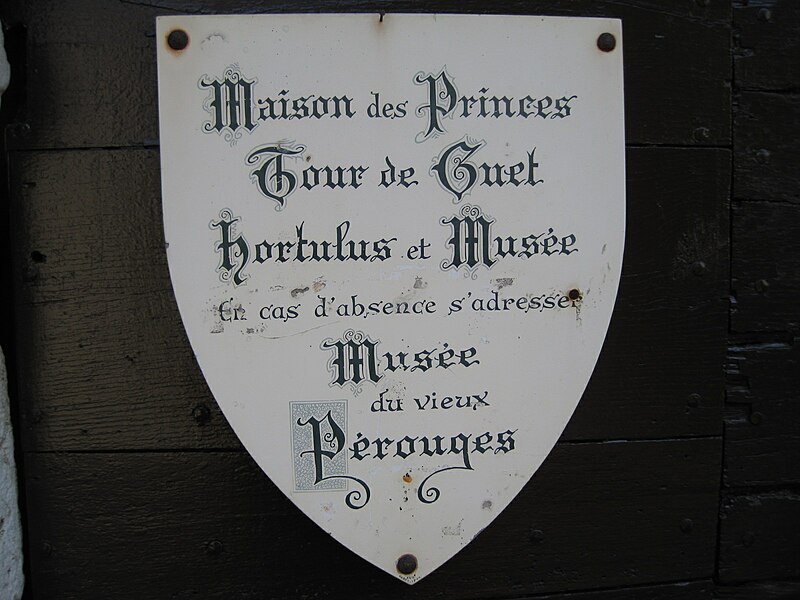 Maison des Princes
Tour de Guet
hortulus et Musée
En cas d'absence s'adresser
Musée
du vieux
Pérouges